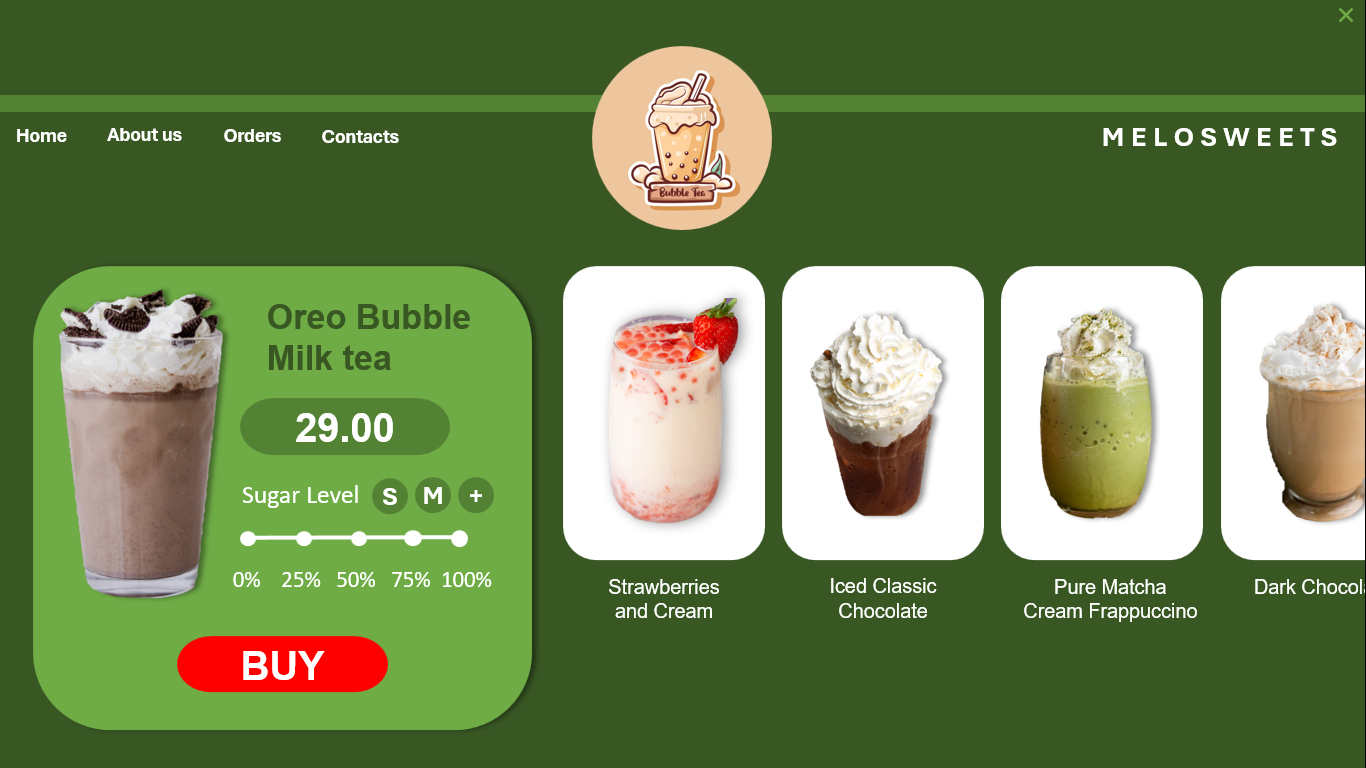 Home
About us
Orders
Contacts
Bubble Tea
MELOSWEETS
Oreo Bubble
Milk tea
29.00
Sugar Level
S
M
+
0%
25%
50%
75%
100%
BUY
Strawberries
and Cream
Iced Classic
Chocolate
Pure Matcha
Cream Frappuccino
Dark Chocol